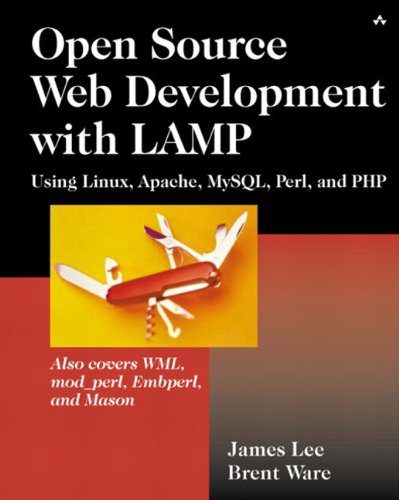 Open Source
Web Development
with LAMP
Using Linux, Apache, MySQL, Perl, and PHP
Also covers WML,
mod_perl, Embperl,
and Mason
James Lee
Brent Ware